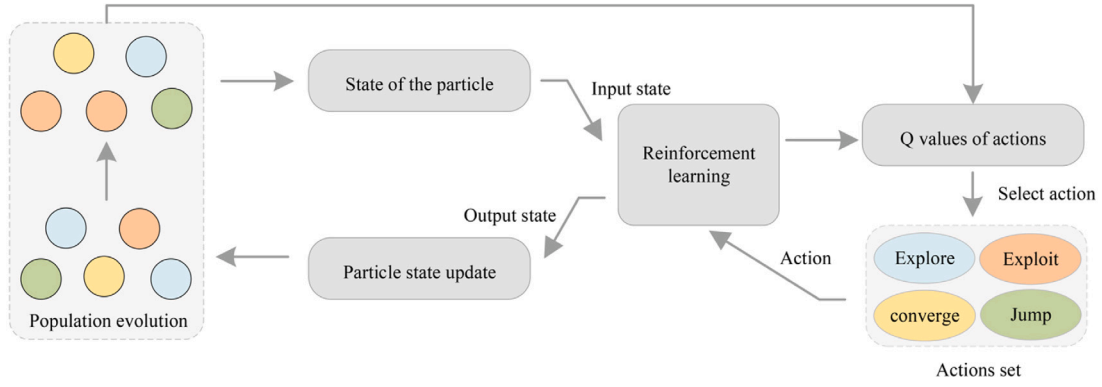 State of the particle
Input state
Reinforcement
learning
Q values of actions
Select action
Output state
Particle state update
Action
Explore
Exploit
converge
Jump
Population evolution
Actions set